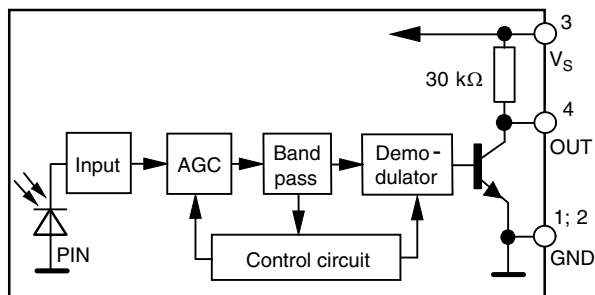 3
V_S
30 kΩ
4
OUT
Input
AGC
Band
pass
Demo-
dulator
1; 2
GND
PIN
Control circuit